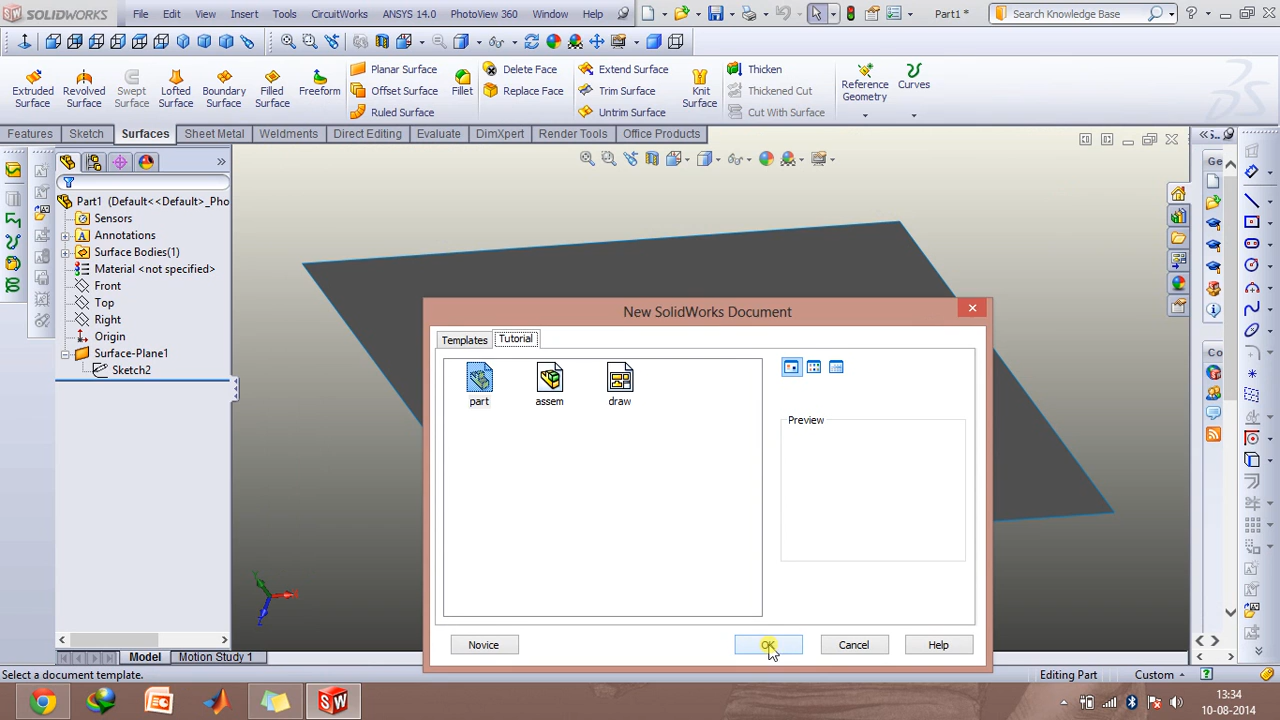 SOLIDWORKS File Edit View Insert Tools CircuitWorks ANSYS 14.0 PhotoView 360 Window Help Part1 * Search Knowledge Base
Extruded Surface
Revolved Surface
Swept Surface
Lofted Surface
Boundary Surface
Filled Surface
Freeform
Planar Surface
Offset Surface
Ruled Surface
Fillet
Delete Face
Replace Face
Extend Surface
Trim Surface
Untrim Surface
Knit Surface
Thicken
Thickened Cut
Cut With Surface
Reference Geometry
Curves
Features Sketch Surfaces Sheet Metal Weldments Direct Editing Evaluate DimXpert Render Tools Office Products
Part1 (Default<<Default>_Pho
Sensors
Annotations
Surface Bodies(1)
Material <not specified>
Front
Top
Right
Origin
Surface-Plane1
Sketch2
New SolidWorks Document
Templates Tutorial
part assem draw
Preview
Novice OK Cancel Help
Ge
Co
Model Motion Study 1
Select a document template. Editing Part Custom
13:34
10-08-2014